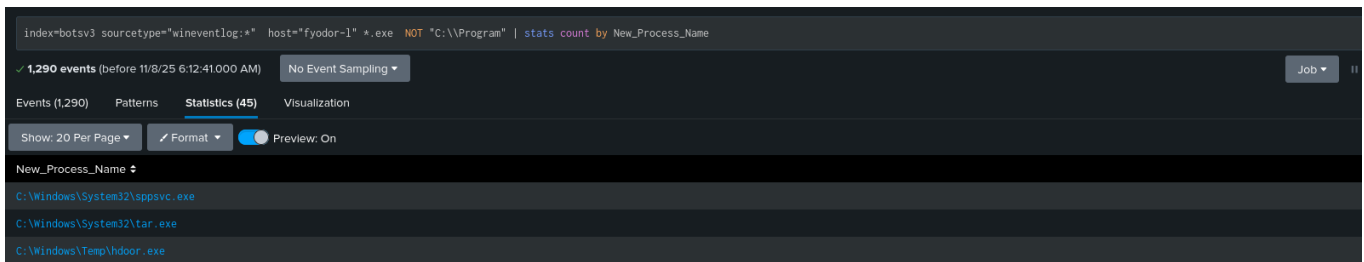 index=botsv3 sourcetype="wineventlog:*" host="fyodor-l" *.exe NOT "C:\\Program" | stats count by New_Process_Name
✓ 1,290 events (before 11/8/25 6:12:41.000 AM) No Event Sampling ▾ Job ▾
Events (1,290) Patterns Statistics (45) Visualization
Show: 20 Per Page ▾ Format ▾ Preview: On
New_Process_Name
C:\Windows\System32\sppsvc.exe
C:\Windows\System32\tar.exe
C:\Windows\Temp\hdoor.exe